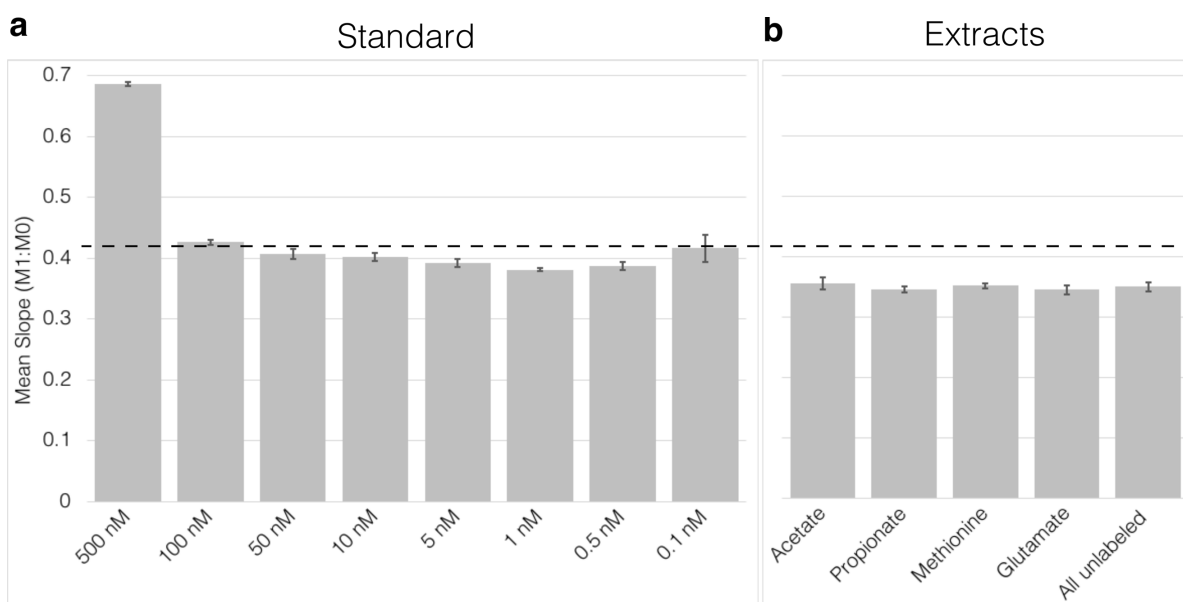 a
Standard
b
Extracts
Mean Slope (M1:M0)
0.7
0.6
0.5
0.4
0.3
0.2
0.1
0
500 nM
100 nM
50 nM
10 nM
5 nM
1 nM
0.5 nM
0.1 nM
Acetate
Propionate
Methionine
Glutamate
All unlabeled